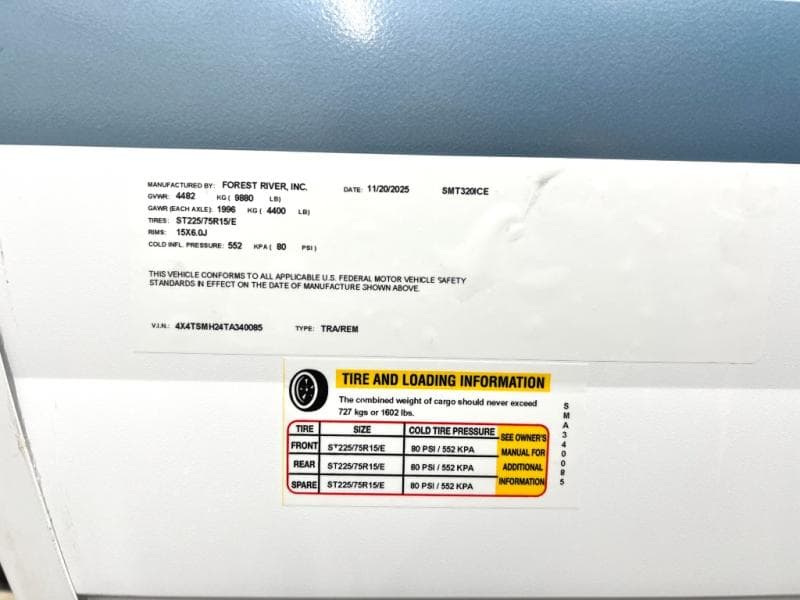 MANUFACTURED BY: FOREST RIVER, INC. DATE: 11/20/2025 SMT320ICE
GVWR: 4482 KG ( 9880 LB)
GAWR (EACH AXLE): 1996 KG ( 4400 LB)
TIRES: ST225/75R15/E
RIMS: 15X6.0J
COLD INFL. PRESSURE: 552 KPA ( 80 PSI )
THIS VEHICLE CONFORMS TO ALL APPLICABLE U.S. FEDERAL MOTOR VEHICLE SAFETY
STANDARDS IN EFFECT ON THE DATE OF MANUFACTURE SHOWN ABOVE.
V.I.N.: 4X4TSMH24TA340085 TYPE: TRA/REM
TIRE AND LOADING INFORMATION
The combined weight of cargo should never exceed
727 kgs or 1602 lbs.
TIRE SIZE COLD TIRE PRESSURE
FRONT ST225/75R15/E 80 PSI / 552 KPA
REAR ST225/75R15/E 80 PSI / 552 KPA
SPARE ST225/75R15/E 80 PSI / 552 KPA
SEE OWNER'S
MANUAL FOR
ADDITIONAL
INFORMATION
SMA340085